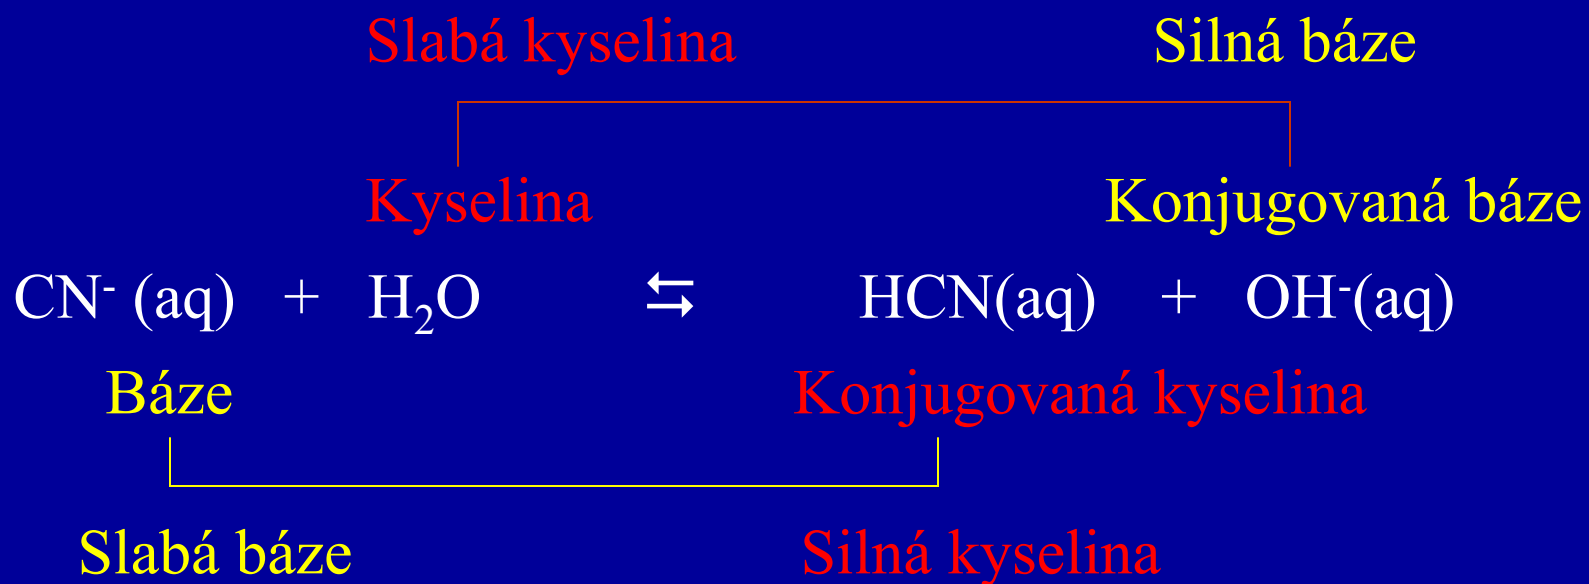 Slabá kyselina Silná báze
Kyselina Konjugovaná báze
CN⁻ (aq) + H₂O ⇆ HCN(aq) + OH⁻(aq)
Báze Konjugovaná kyselina
Slabá báze Silná kyselina